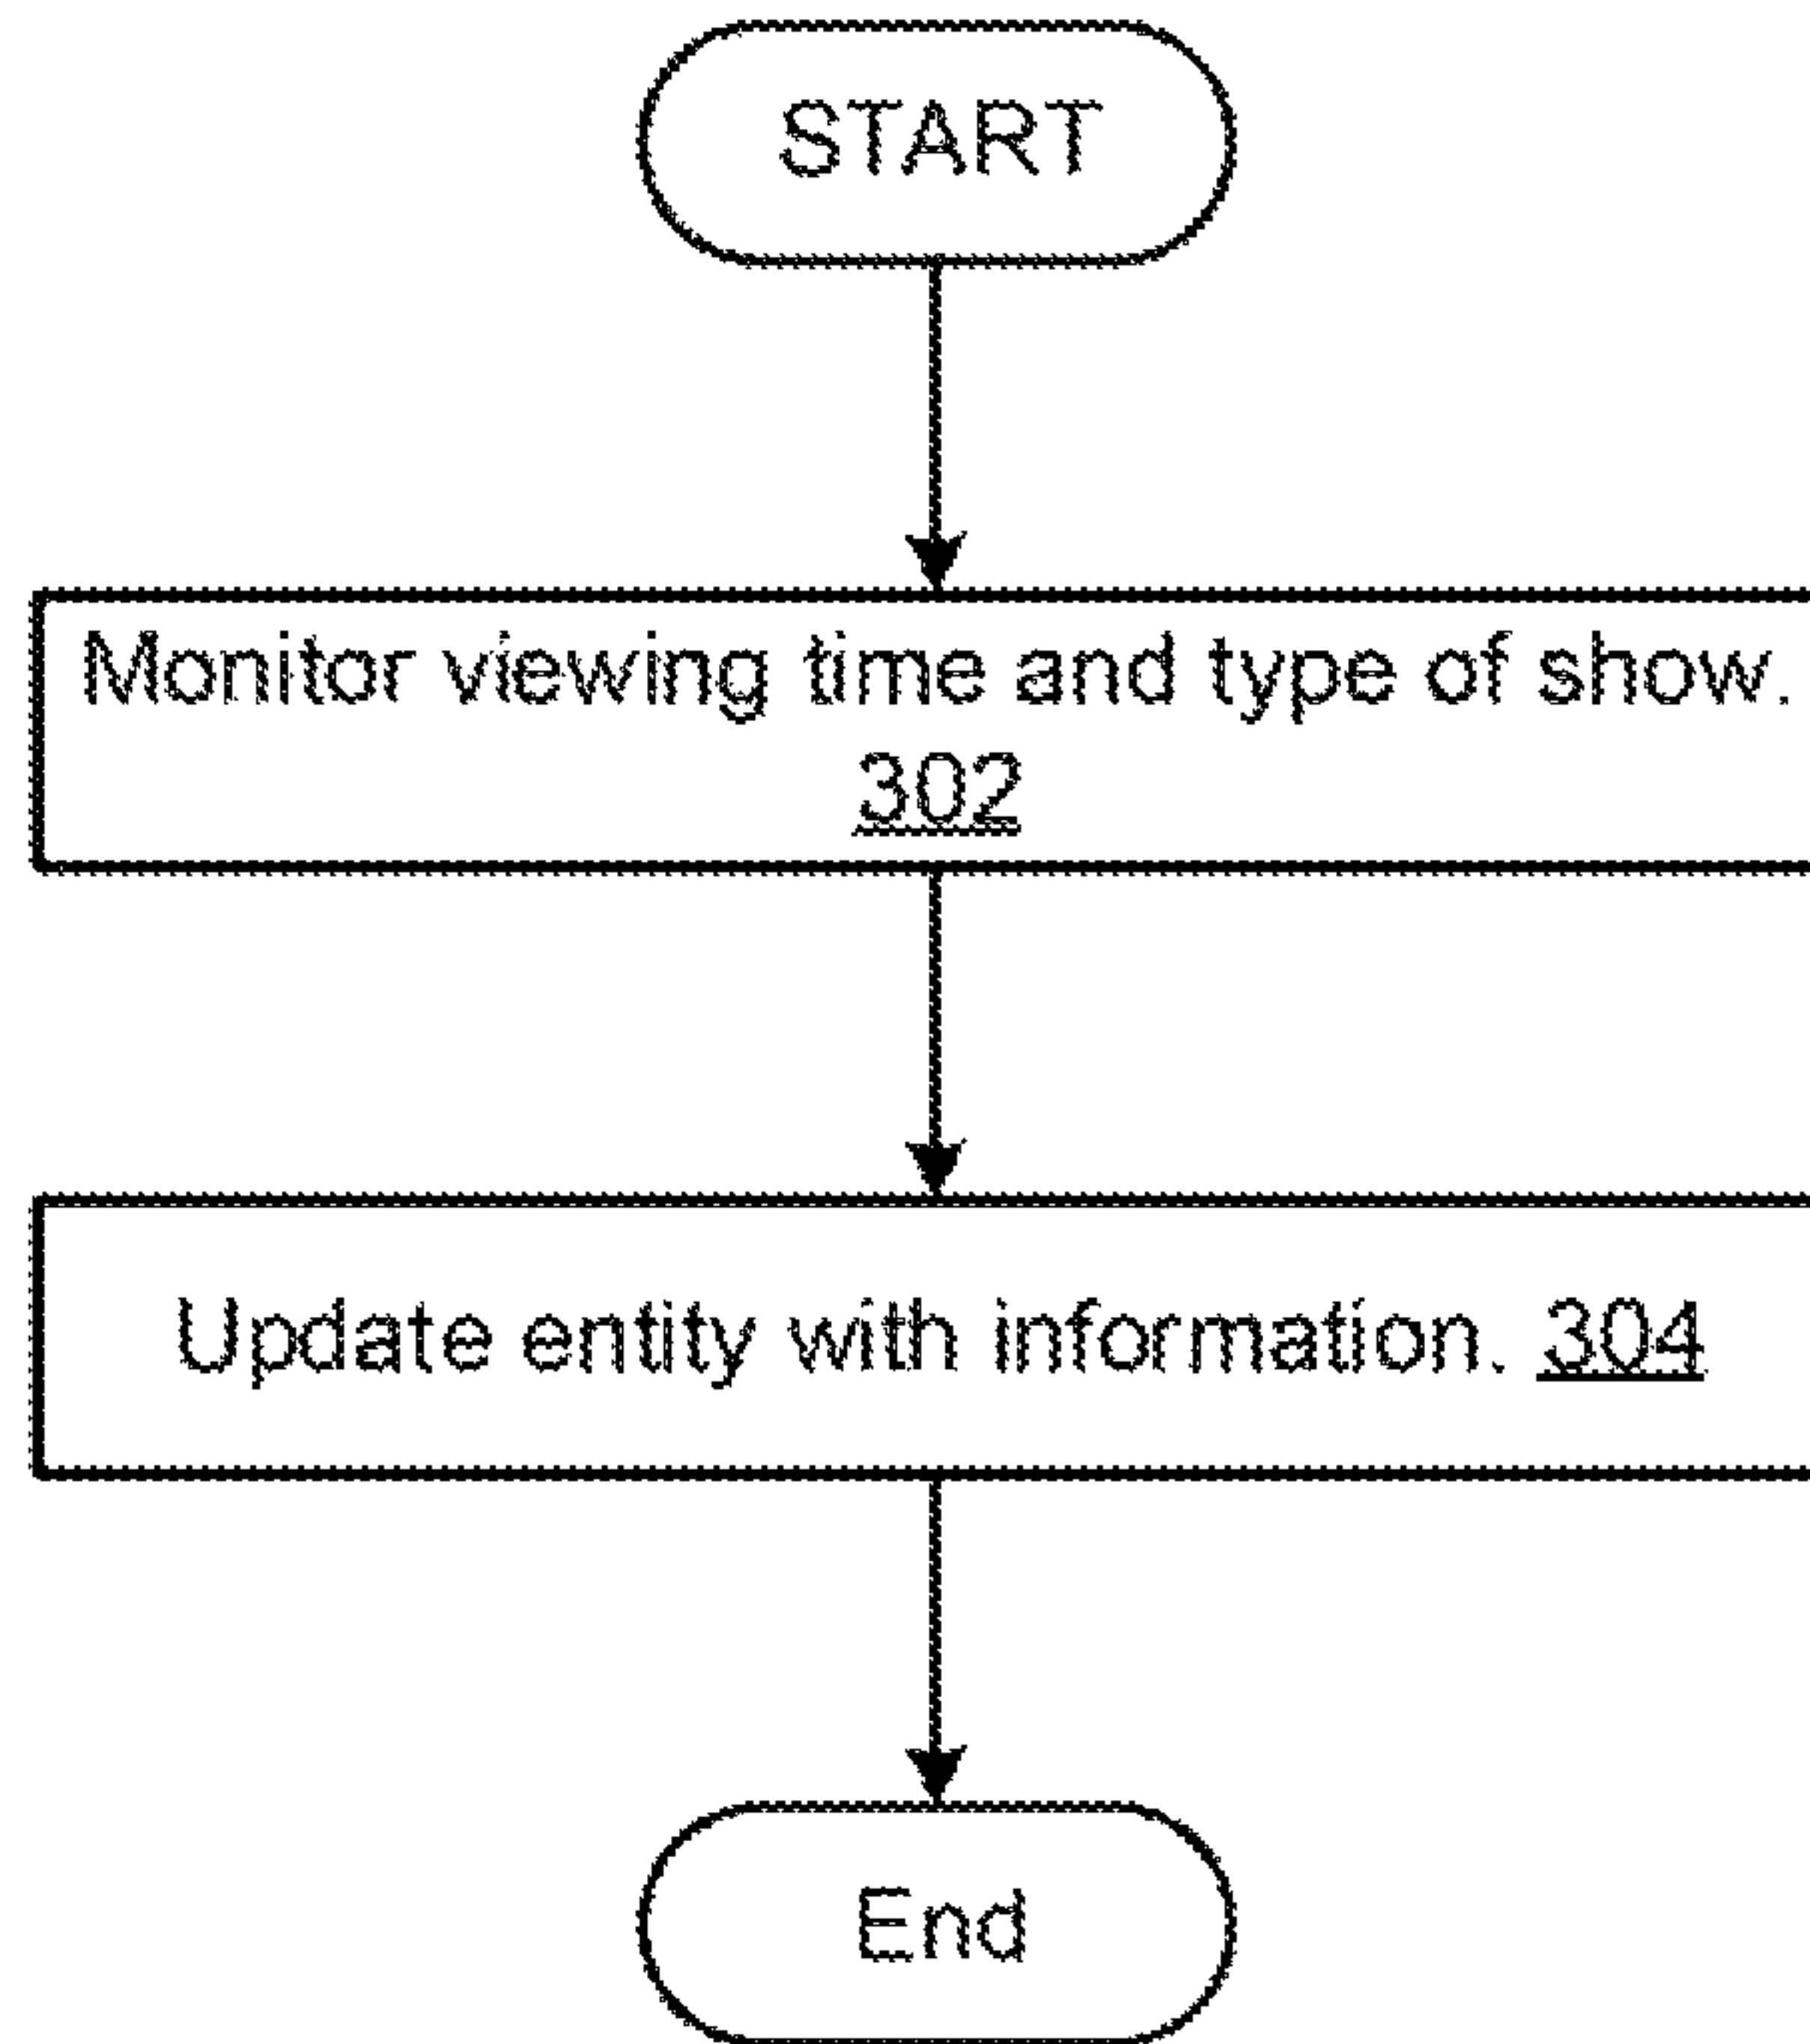 START
Monitor viewing time and type of show.
302
Update entity with information. 304
End